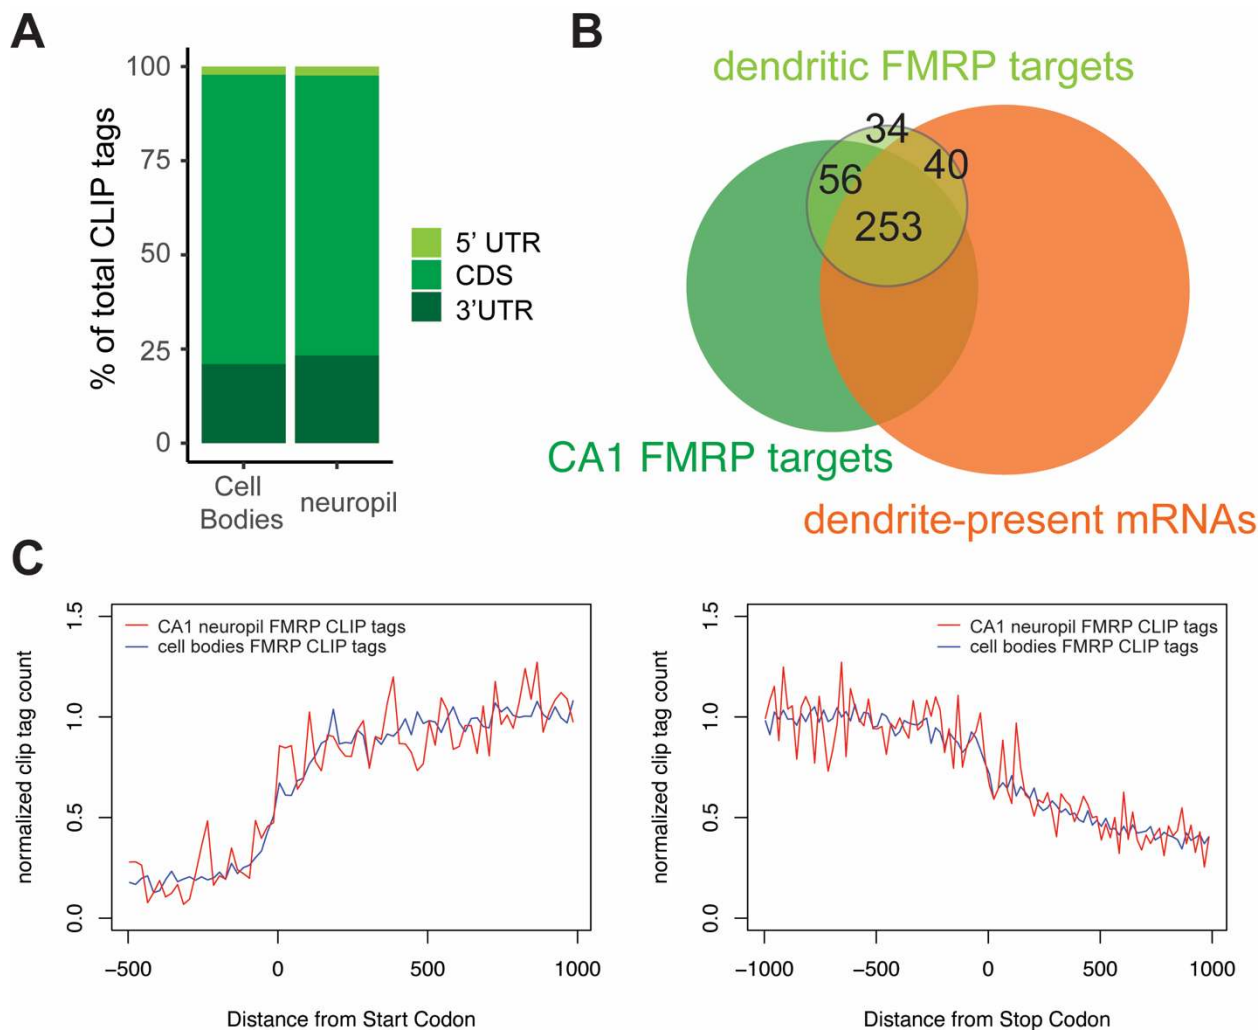 A
% of total CLIP tags
100
75
50
25
0
Cell
Bodies
neuropil
5’ UTR
CDS
3’UTR
B
dendritic FMRP targets
34
40
56
253
CA1 FMRP targets
dendrite-present mRNAs
C
normalized clip tag count
1.5
1.0
0.5
0.0
CA1 neuropil FMRP CLIP tags
cell bodies FMRP CLIP tags
−500
0
500
1000
Distance from Start Codon
normalized clip tag count
1.5
1.0
0.5
0.0
CA1 neuropil FMRP CLIP tags
cell bodies FMRP CLIP tags
−1000
−500
0
500
1000
Distance from Stop Codon